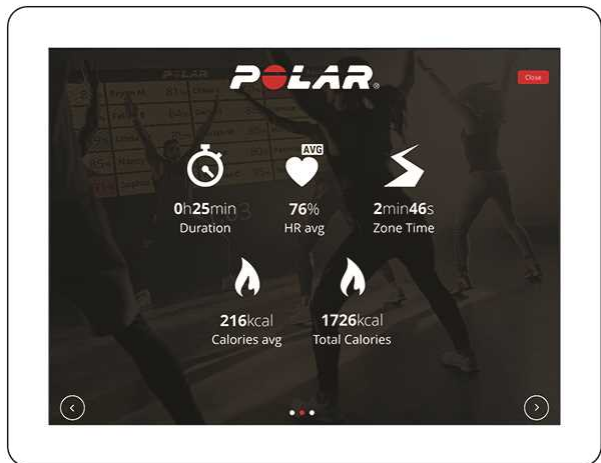 POLAR®
Close
AVG
0h25min
76%
2min46s
Duration
HR avg
Zone Time
216kcal
1726kcal
Calories avg
Total Calories